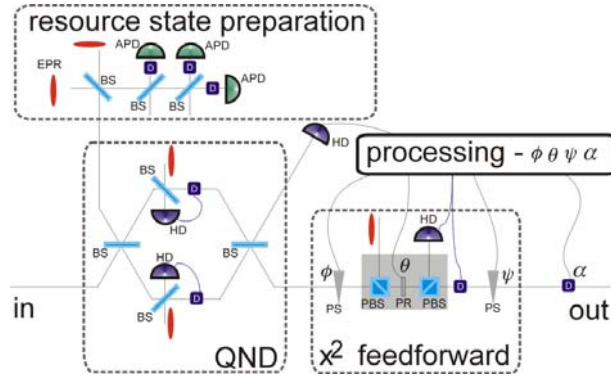 resource state preparation
APD
APD
EPR
D
D
APD
BS
D
BS
BS
HD
processing - ϕ θ ψ α
BS
D
HD
HD
BS
BS
HD
D
BS
ϕ
θ
ψ
α
D
D
PBS
PR
PBS
PS
PS
in
out
QND
x² feedforward